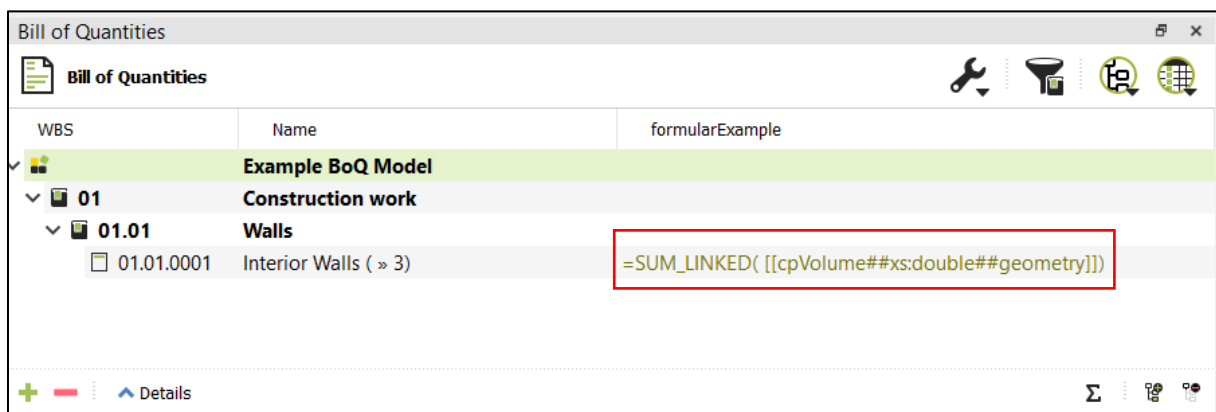 Bill of Quantities
Bill of Quantities
WBS Name formularExample
Example BoQ Model
01 Construction work
01.01 Walls
01.01.0001 Interior Walls ( » 3) =SUM_LINKED( [[cpVolume##xs:double##geometry]])
Details Σ